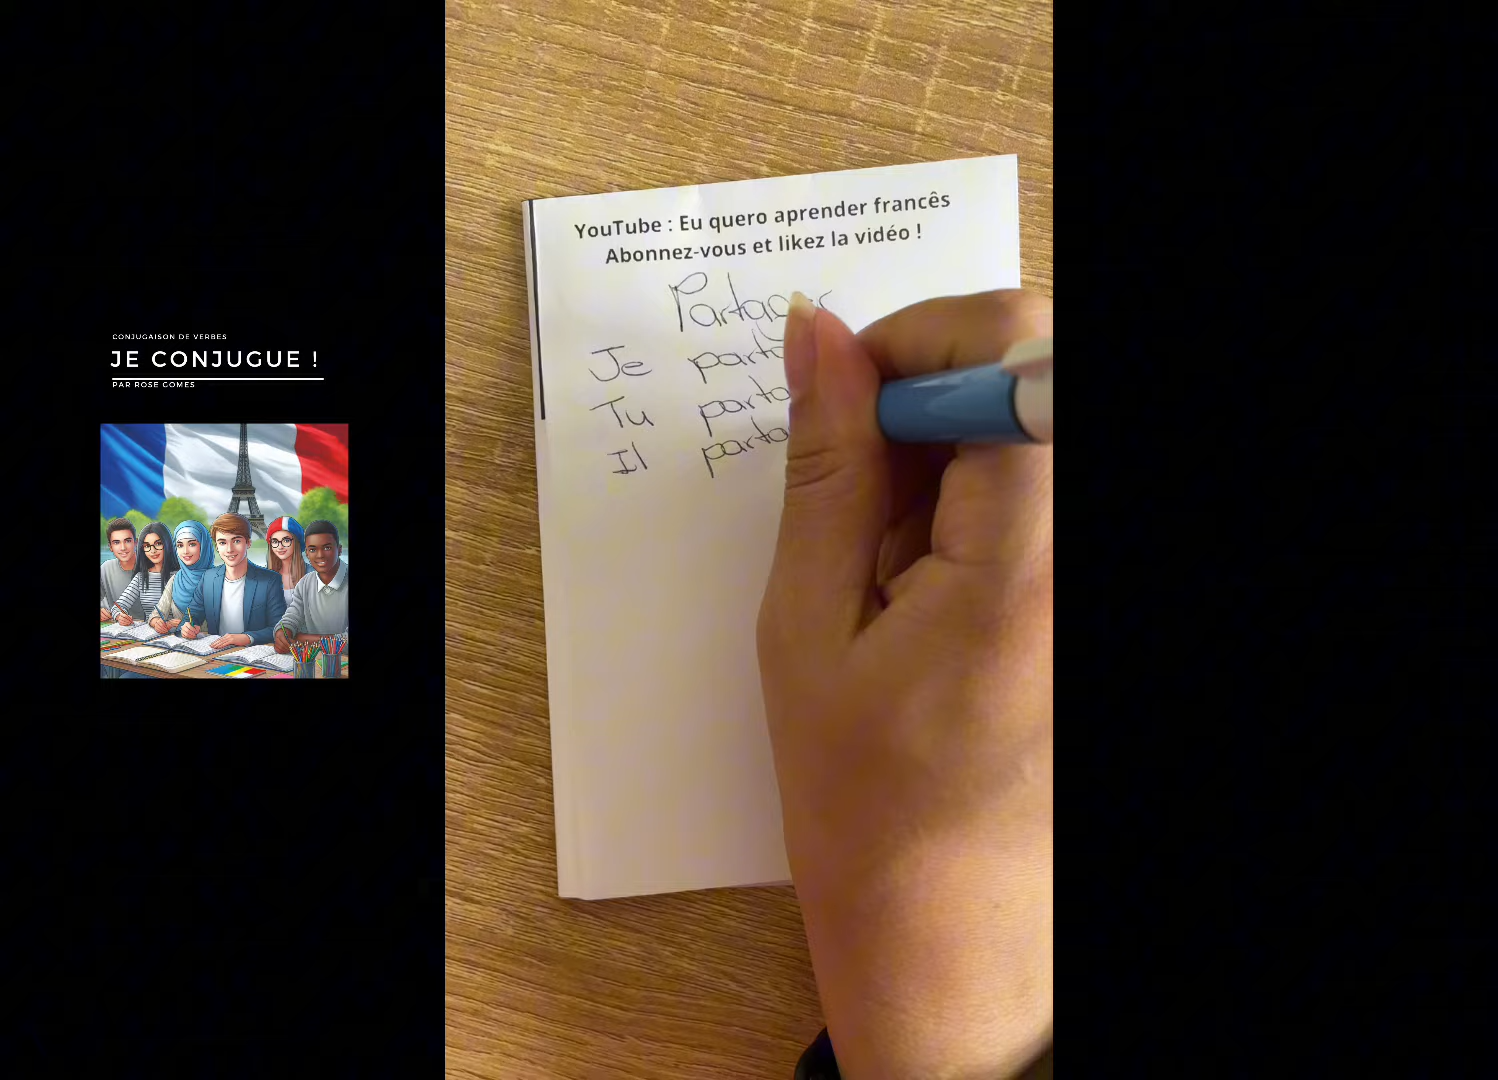 CONJUGAISON DE VERBES
JE CONJUGUE !
PAR ROSE GOMES
YouTube : Eu quero aprender francês
Abonnez-vous et likez la vidéo !
Partager
Je
Tu
Il